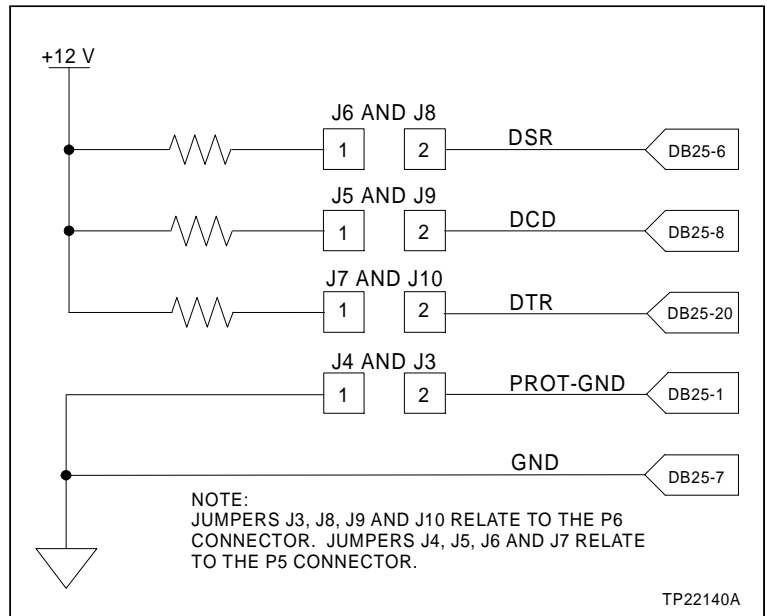 +12 V
J6 AND J8
1 2 DSR DB25-6
J5 AND J9
1 2 DCD DB25-8
J7 AND J10
1 2 DTR DB25-20
J4 AND J3
1 2 PROT-GND DB25-1
GND DB25-7
NOTE:
JUMPERS J3, J8, J9 AND J10 RELATE TO THE P6
CONNECTOR. JUMPERS J4, J5, J6 AND J7 RELATE
TO THE P5 CONNECTOR.
TP22140A